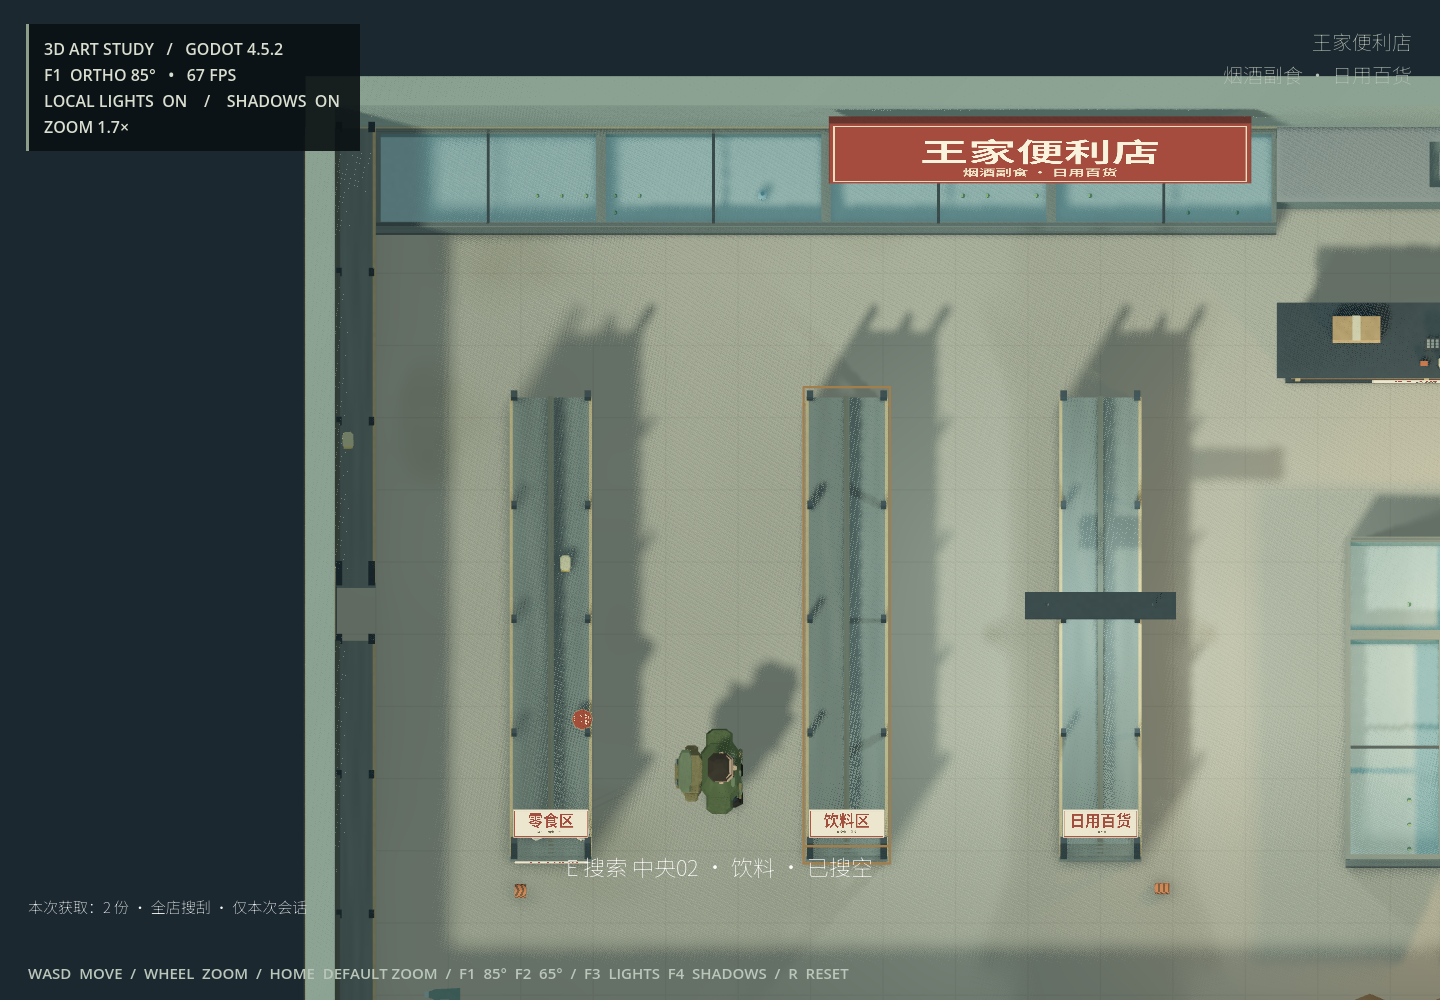 3D ART STUDY / GODOT 4.5.2
F1 ORTHO 85° • 67 FPS
LOCAL LIGHTS ON / SHADOWS ON
ZOOM 1.7×
王家便利店
烟酒副食 · 日用百货
王家便利店
烟酒副食 · 日用百货
零食区
饮料区
日用百货
E 搜索 中央02 · 饮料 · 已搜空
本次获取：2 份 · 全店搜刮 · 仅本次会话
WASD MOVE / WHEEL ZOOM / HOME DEFAULT ZOOM / F1 85° F2 65° / F3 LIGHTS F4 SHADOWS / R RESET